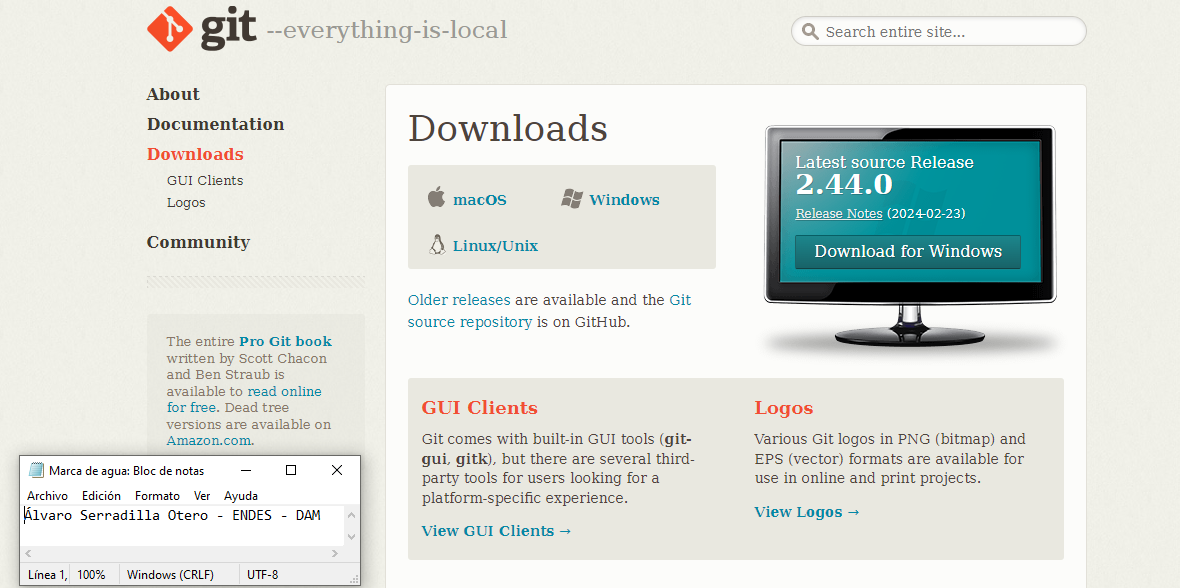 git --everything-is-local
Search entire site...
About
Documentation
Downloads
GUI Clients
Logos
Community
The entire Pro Git book
written by Scott Chacon
and Ben Straub is
available to read online
for free. Dead tree
versions are available on
Amazon.com.
Downloads
macOS
Windows
Linux/Unix
Older releases are available and the Git
source repository is on GitHub.
Latest source Release
2.44.0
Release Notes (2024-02-23)
Download for Windows
GUI Clients
Git comes with built-in GUI tools (git-
gui, gitk), but there are several third-
party tools for users looking for a
platform-specific experience.
View GUI Clients →
Logos
Various Git logos in PNG (bitmap) and
EPS (vector) formats are available for
use in online and print projects.
View Logos →
Marca de agua: Bloc de notas
Archivo Edición Formato Ver Ayuda
Álvaro Serradilla Otero - ENDES - DAM
Línea 1, 100% Windows (CRLF) UTF-8